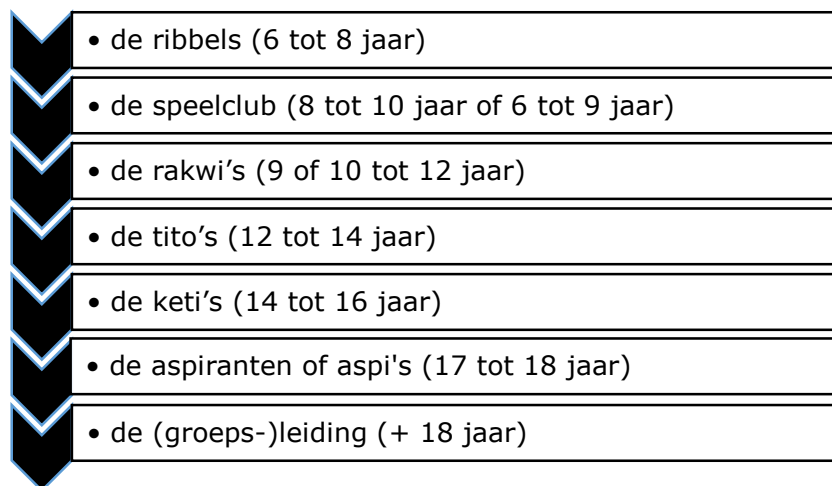 • de ribbels (6 tot 8 jaar)
• de speelclub (8 tot 10 jaar of 6 tot 9 jaar)
• de rakwi’s (9 of 10 tot 12 jaar)
• de tito’s (12 tot 14 jaar)
• de keti’s (14 tot 16 jaar)
• de aspiranten of aspi's (17 tot 18 jaar)
• de (groeps-)leiding (+ 18 jaar)